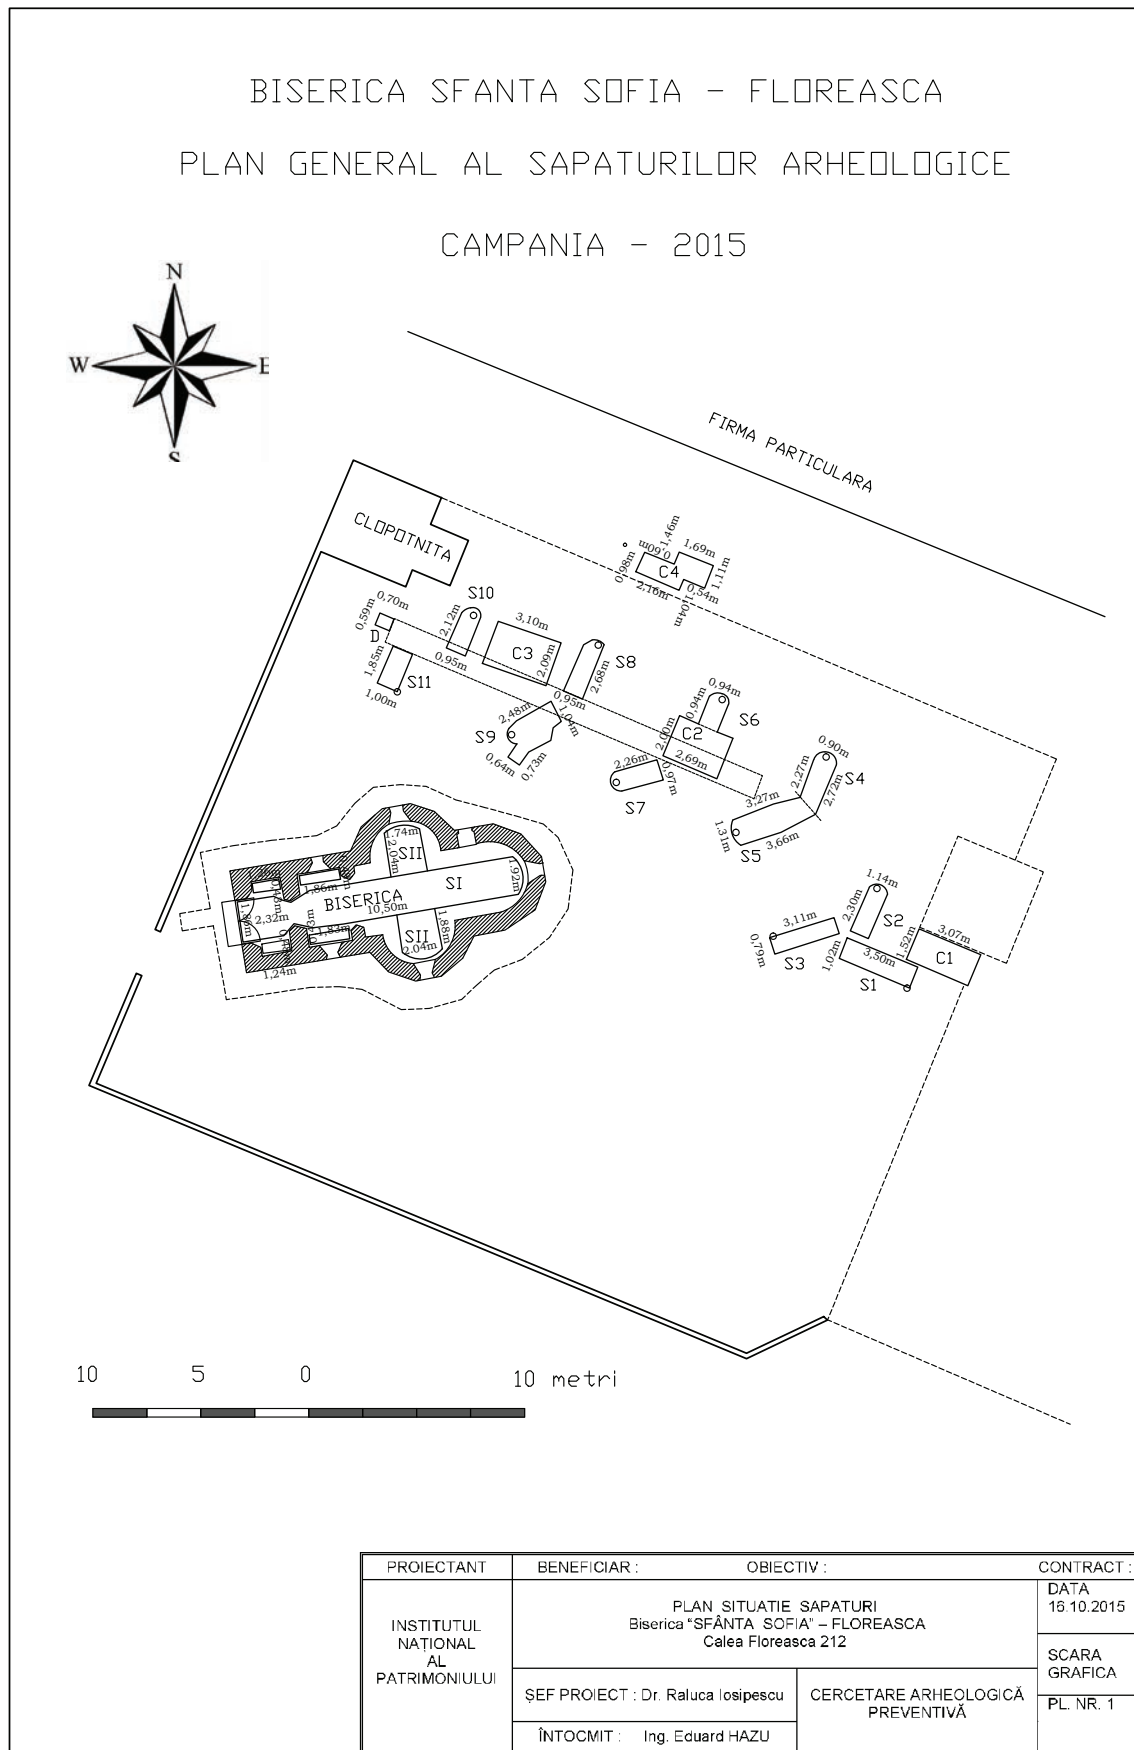 BISERICA SFANTA SOFIA - FLOREASCA
PLAN GENERAL AL SAPATURILOR ARHEOLOGICE
CAMPANIA - 2015
N
W E
S
FIRMA PARTICULARA
CLOPOTNITA
1,46m
0,60m
1,69m
0,98m
C4
1,11m
2,16m
0,54m
1,04m
S10
0,70m
0,59m
D
2,12m
3,10m
C3
2,09m
S8
0,95m
2,68m
1,85m
S11
1,00m
0,95m
0,94m
0,94m
S6
2,48m
1,04m
S9
0,64m
0,73m
2,00m
C2
2,69m
2,26m
0,97m
S7
0.90m
2,27m
S4
2,72m
3,27m
1.31m
3,66m
S5
1.74m
SII
2,04m
SI
1.92m
1,86m
BISERICA
10,50m
2,32m
1,83m
SII
1,88m
2,04m
1,24m
1.14m
2,30m
S2
3,11m
0,79m
S3
1,02m
3,50m
S1
1,52m
3,07m
C1
10 5 0 10 metri
PROIECTANT BENEFICIAR : OBIECTIV : CONTRACT :
INSTITUTUL
NAȚIONAL
AL
PATRIMONIULUI
PLAN SITUATIE SAPATURI
Biserica “SFÂNTA SOFIA” – FLOREASCA
Calea Floreasca 212
DATA
16.10.2015
SCARA
GRAFICA
ȘEF PROIECT : Dr. Raluca Iosipescu
CERCETARE ARHEOLOGICĂ
PREVENTIVĂ
PL. NR. 1
ÎNTOCMIT : Ing. Eduard HAZU